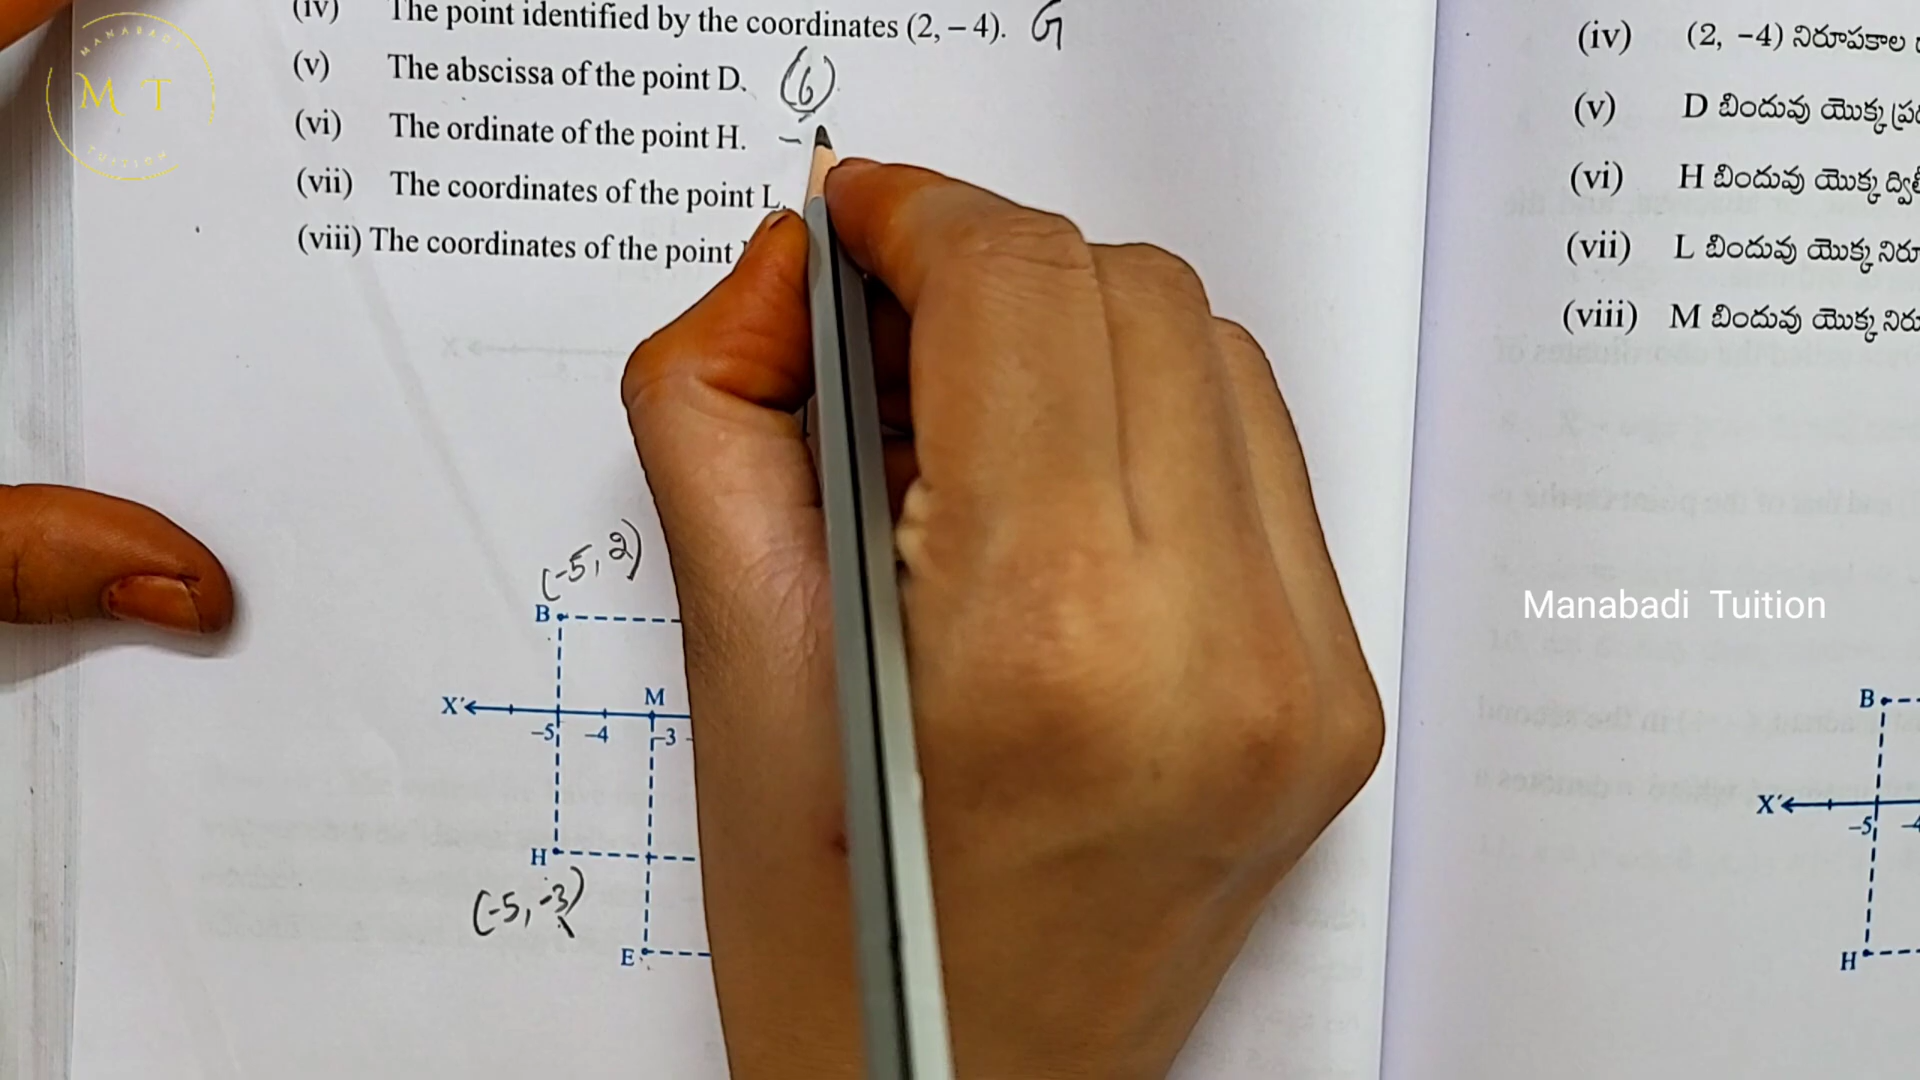 (iv) The point identified by the coordinates (2, – 4). G
(v) The abscissa of the point D. (6)
(vi) The ordinate of the point H. –
(vii) The coordinates of the point L.
(viii) The coordinates of the point
(-5, 2)
B
X′ M
–5 –4 –3
H
(-5, -3)
E
(iv) (2, –4) నిరూపకాల
(v) D బిందువు యొక్క
(vi) H బిందువు యొక్క
(vii) L బిందువు యొక్క
(viii) M బిందువు యొక్క
Manabadi Tuition
B
X′
–5
H
MANABADI
M T
TUITION